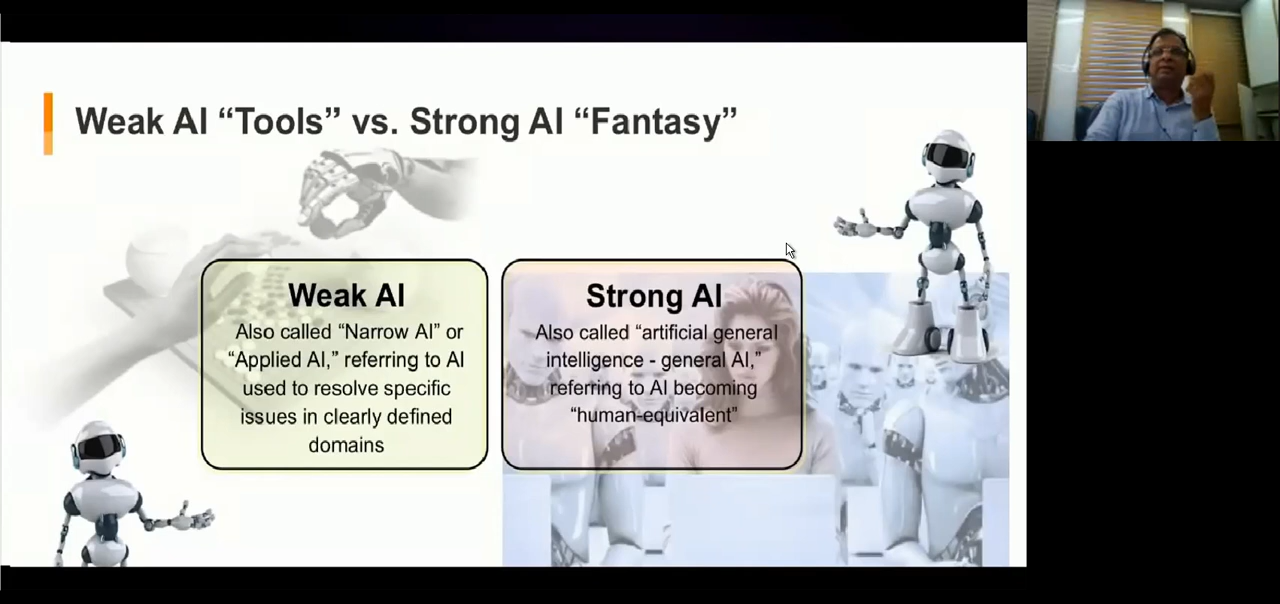 Weak AI “Tools” vs. Strong AI “Fantasy”
Weak AI
Also called “Narrow AI” or
“Applied AI,” referring to AI
used to resolve specific
issues in clearly defined
domains
Strong AI
Also called “artificial general
intelligence - general AI,”
referring to AI becoming
“human-equivalent”